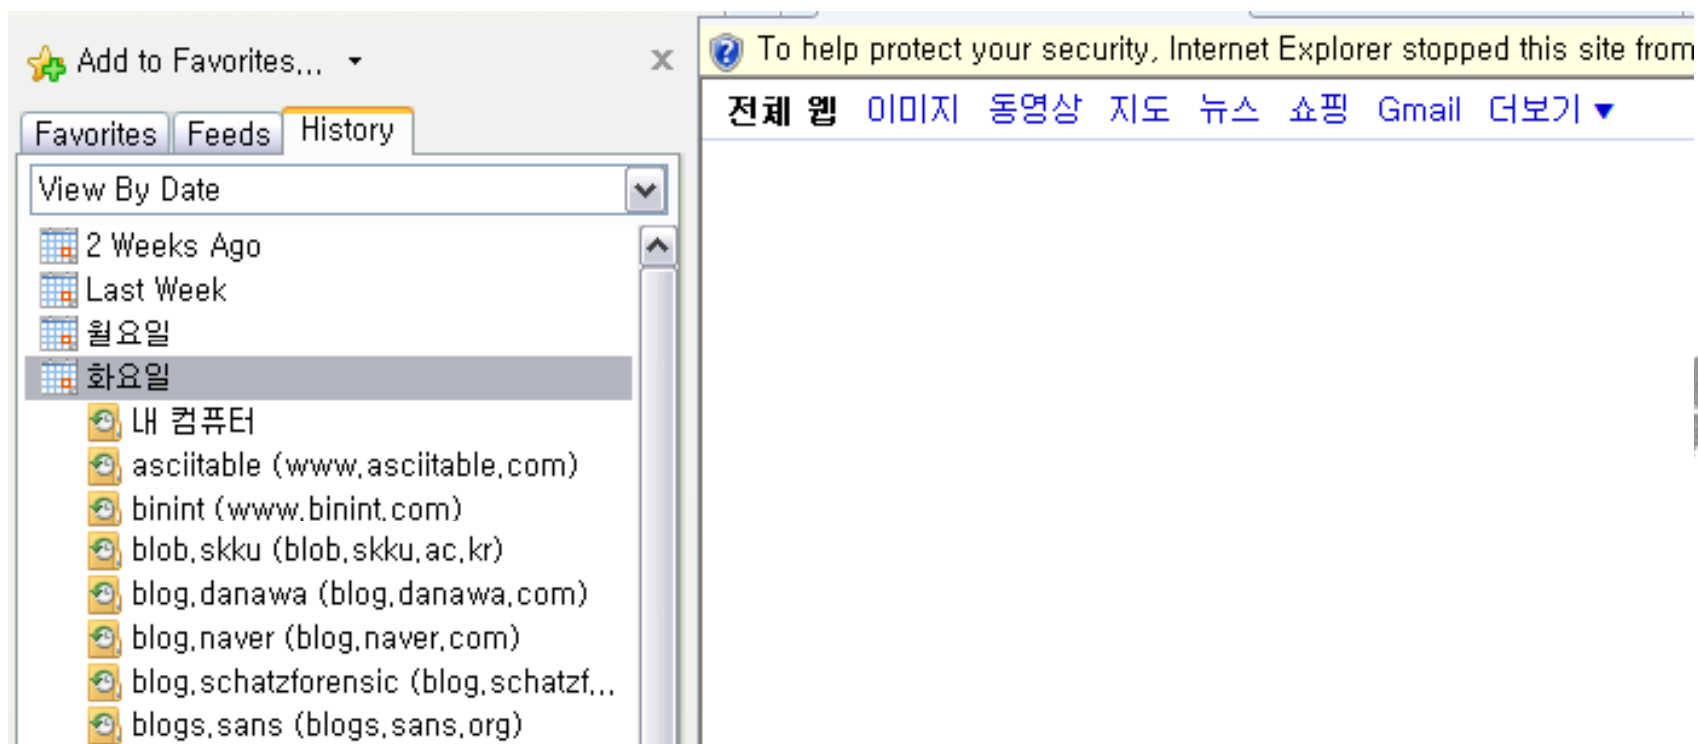 Add to Favorites...
Favorites Feeds History
View By Date
2 Weeks Ago
Last Week
월요일
화요일
내 컴퓨터
asciitable (www.asciitable.com)
binint (www.binint.com)
blob.skku (blob.skku.ac.kr)
blog.danawa (blog.danawa.com)
blog.naver (blog.naver.com)
blog.schatzforensic (blog.schatzf...
blogs.sans (blogs.sans.org)
To help protect your security, Internet Explorer stopped this site from
전체 웹 이미지 동영상 지도 뉴스 쇼핑 Gmail 더보기 ▼